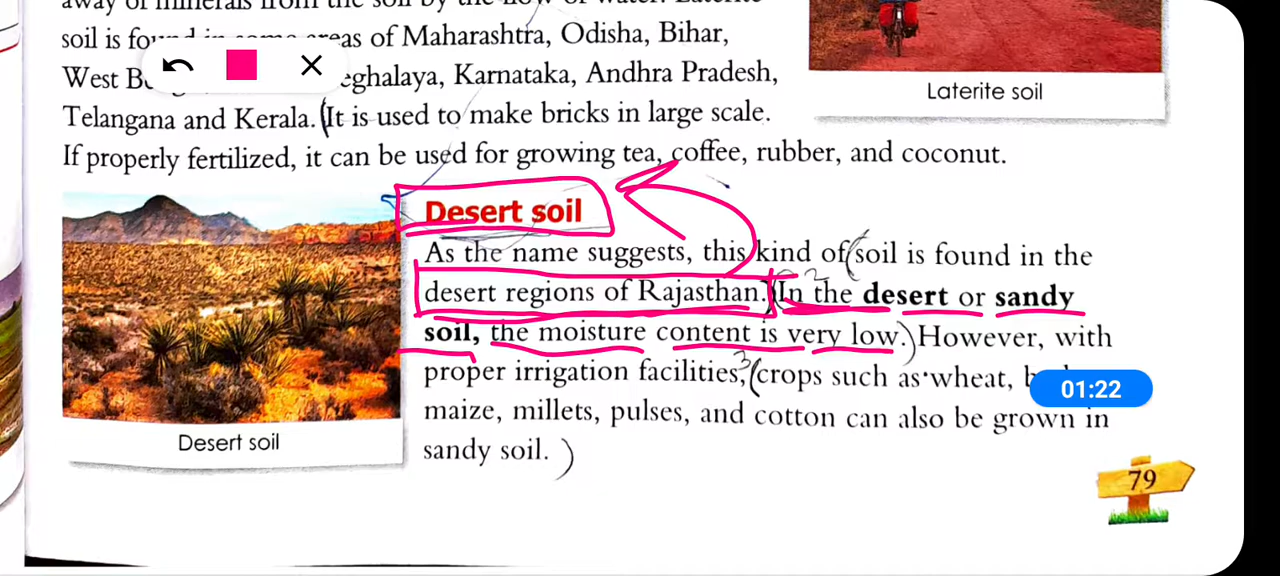 soil is found in some areas of Maharashtra, Odisha, Bihar,
West eghalaya, Karnataka, Andhra Pradesh,
Telangana and Kerala. (It is used to make bricks in large scale.
If properly fertilized, it can be used for growing tea, coffee, rubber, and coconut.
Laterite soil
Desert soil
As the name suggests, this kind of (soil is found in the
desert regions of Rajasthan.) (In the desert or sandy
soil, the moisture content is very low.) However, with
proper irrigation facilities, (crops such as wheat,
maize, millets, pulses, and cotton can also be grown in
sandy soil. )
Desert soil
01:22
79